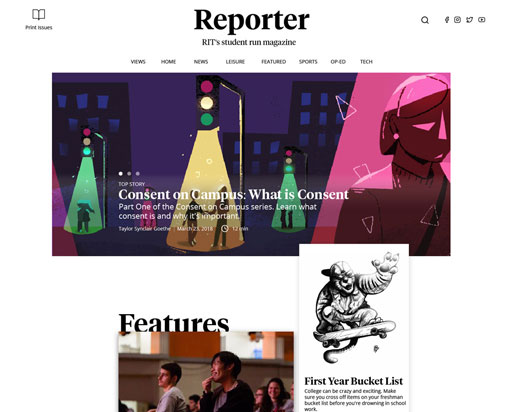 Reporter
Print Issues
RIT's student run magazine
VIEWS HOME NEWS LEISURE FEATURED SPORTS OP-ED TECH
TOP STORY
Consent on Campus: What is Consent
Part One of the Consent on Campus series. Learn what
consent is and why it's important.
Taylor Synclair Goethe | March 23, 2018 12 min
Features
First Year Bucket List
College can be crazy and exciting. Make
sure you cross off items on your freshman
bucket list before you're drowning in school
work.